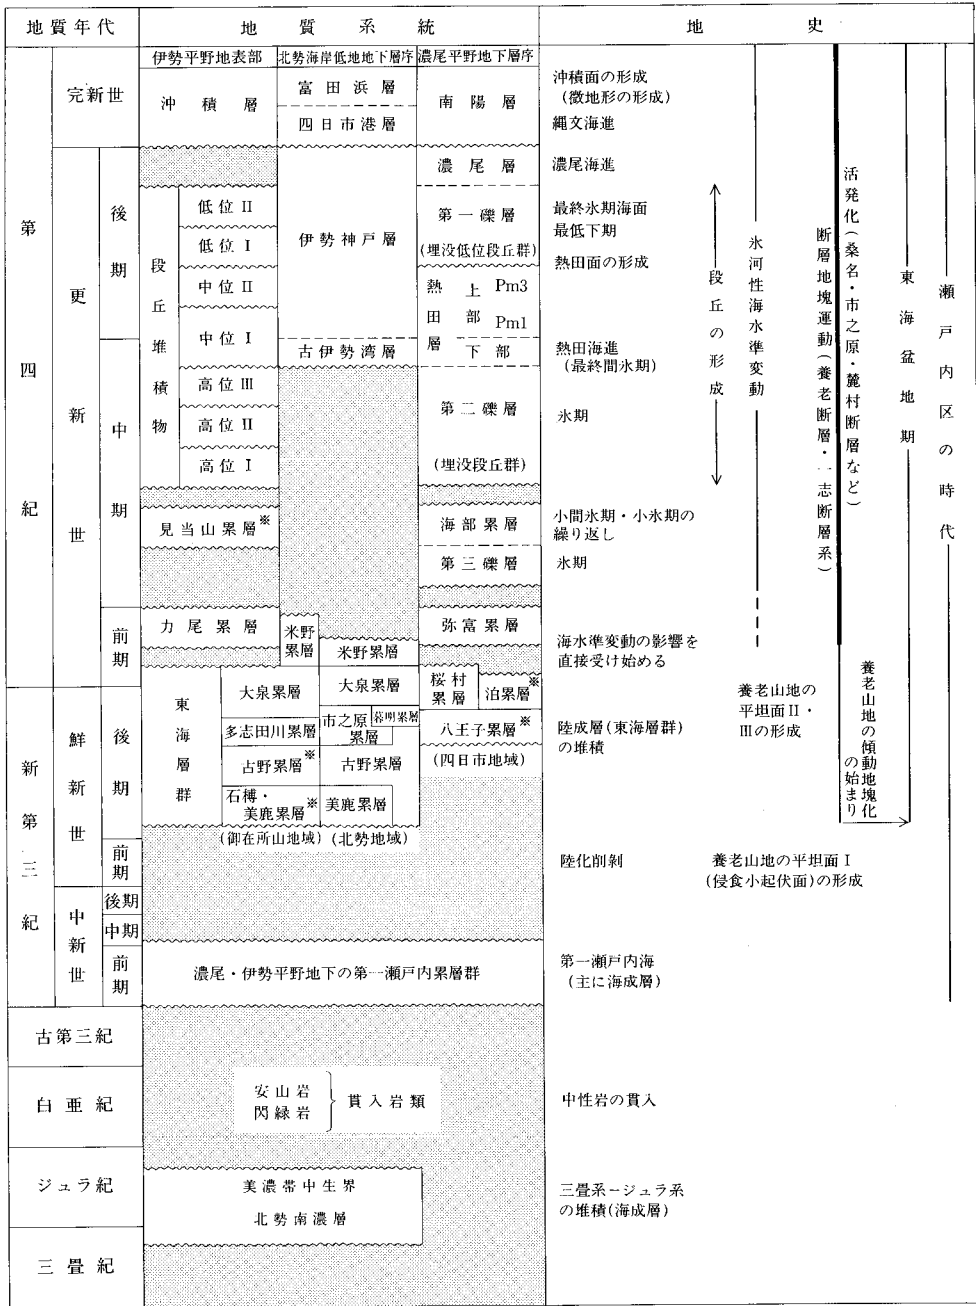 地質年代
地質系統
地史
伊勢平野地表部
北勢海岸低地地下層序
濃尾平野地下層序
第四紀
完新世
沖積層
富田浜層
四日市港層
南陽層
沖積面の形成
(微地形の形成)
縄文海進
更新世
後期
段丘堆積物
低位 II
低位 I
中位 II
中位 I
伊勢神戸層
濃尾層
第一礫層
(埋没低位段丘群)
熱田層
上部
Pm3
Pm1
下部
濃尾海進
最終氷期海面
最低下期
熱田面の形成
中期
高位 III
高位 II
高位 I
古伊勢湾層
第二礫層
(埋没段丘群)
熱田海進
(最終間氷期)
氷期
見当山累層※
海部累層
第三礫層
小間氷期・小氷期の
繰り返し
氷期
前期
力尾累層
米野
累層
米野累層
弥富累層
海水準変動の影響を
直接受け始める
段丘の形成
氷河性海水準変動
断層地塊運動(養老断層・一志断層系)
活発化(桑名・市之原・麓村断層など)
東海盆地期
瀬戸内区の時代
新第三紀
鮮新世
後期
東海層群
大泉累層
大泉累層
桜村
累層
泊累層※
多志田川累層
市之原
累層
暮明累層
八王子累層※
古野累層※
古野累層
(四日市地域)
石榑・
美鹿累層※
美鹿累層
(御在所山地域)
(北勢地域)
陸成層(東海層群)
の堆積
養老山地の
平坦面II・
IIIの形成
養老山地の傾動地塊化
の始まり
前期
陸化削剝
養老山地の平坦面 I
(侵食小起伏面)の形成
中新世
後期
中期
前期
濃尾・伊勢平野地下の第一瀬戸内累層群
第一瀬戸内海
(主に海成層)
古第三紀
白亜紀
安山岩
閃緑岩
貫入岩類
中性岩の貫入
ジュラ紀
美濃帯中生界
北勢南濃層
三畳系－ジュラ系
の堆積(海成層)
三畳紀